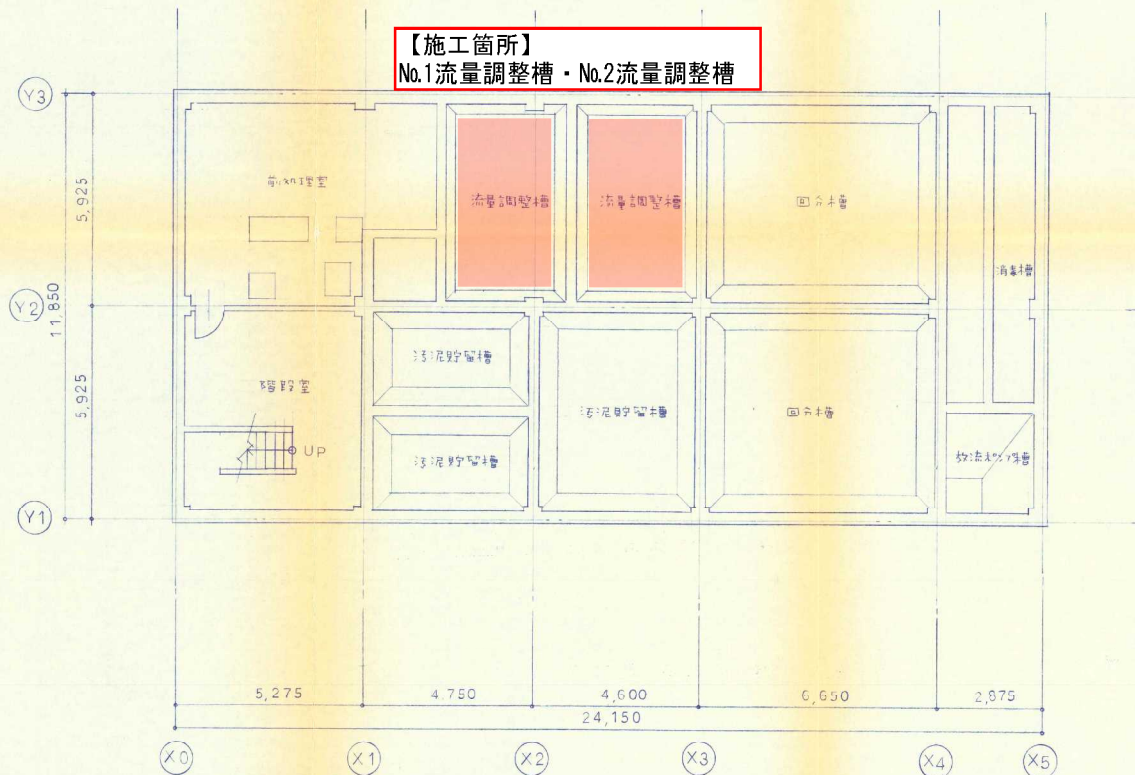 【施工箇所】
No.1流量調整槽・No.2流量調整槽
Y3
前処理室
流量調整槽
流量調整槽
回分槽
5,925
消毒槽
Y2
11,850
汚泥貯留槽
階段室
5,925
汚泥貯留槽
回分槽
UP
汚泥貯留槽
放流ポンプ槽
Y1
5,275
4,750
4,600
6,650
2,875
24,150
X0
X1
X2
X3
X4
X5